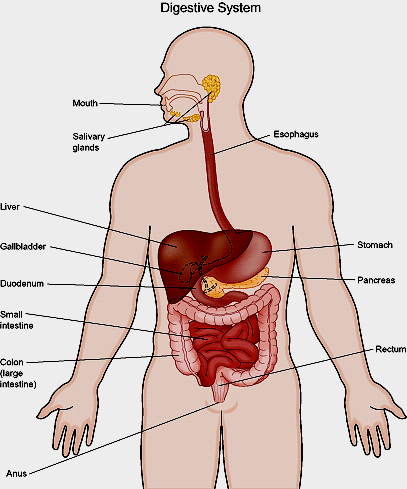 Digestive System
Mouth
Salivary
glands
Esophagus
Liver
Gallbladder
Stomach
Duodenum
Pancreas
Small
intestine
Colon
(large
intestine)
Rectum
Anus